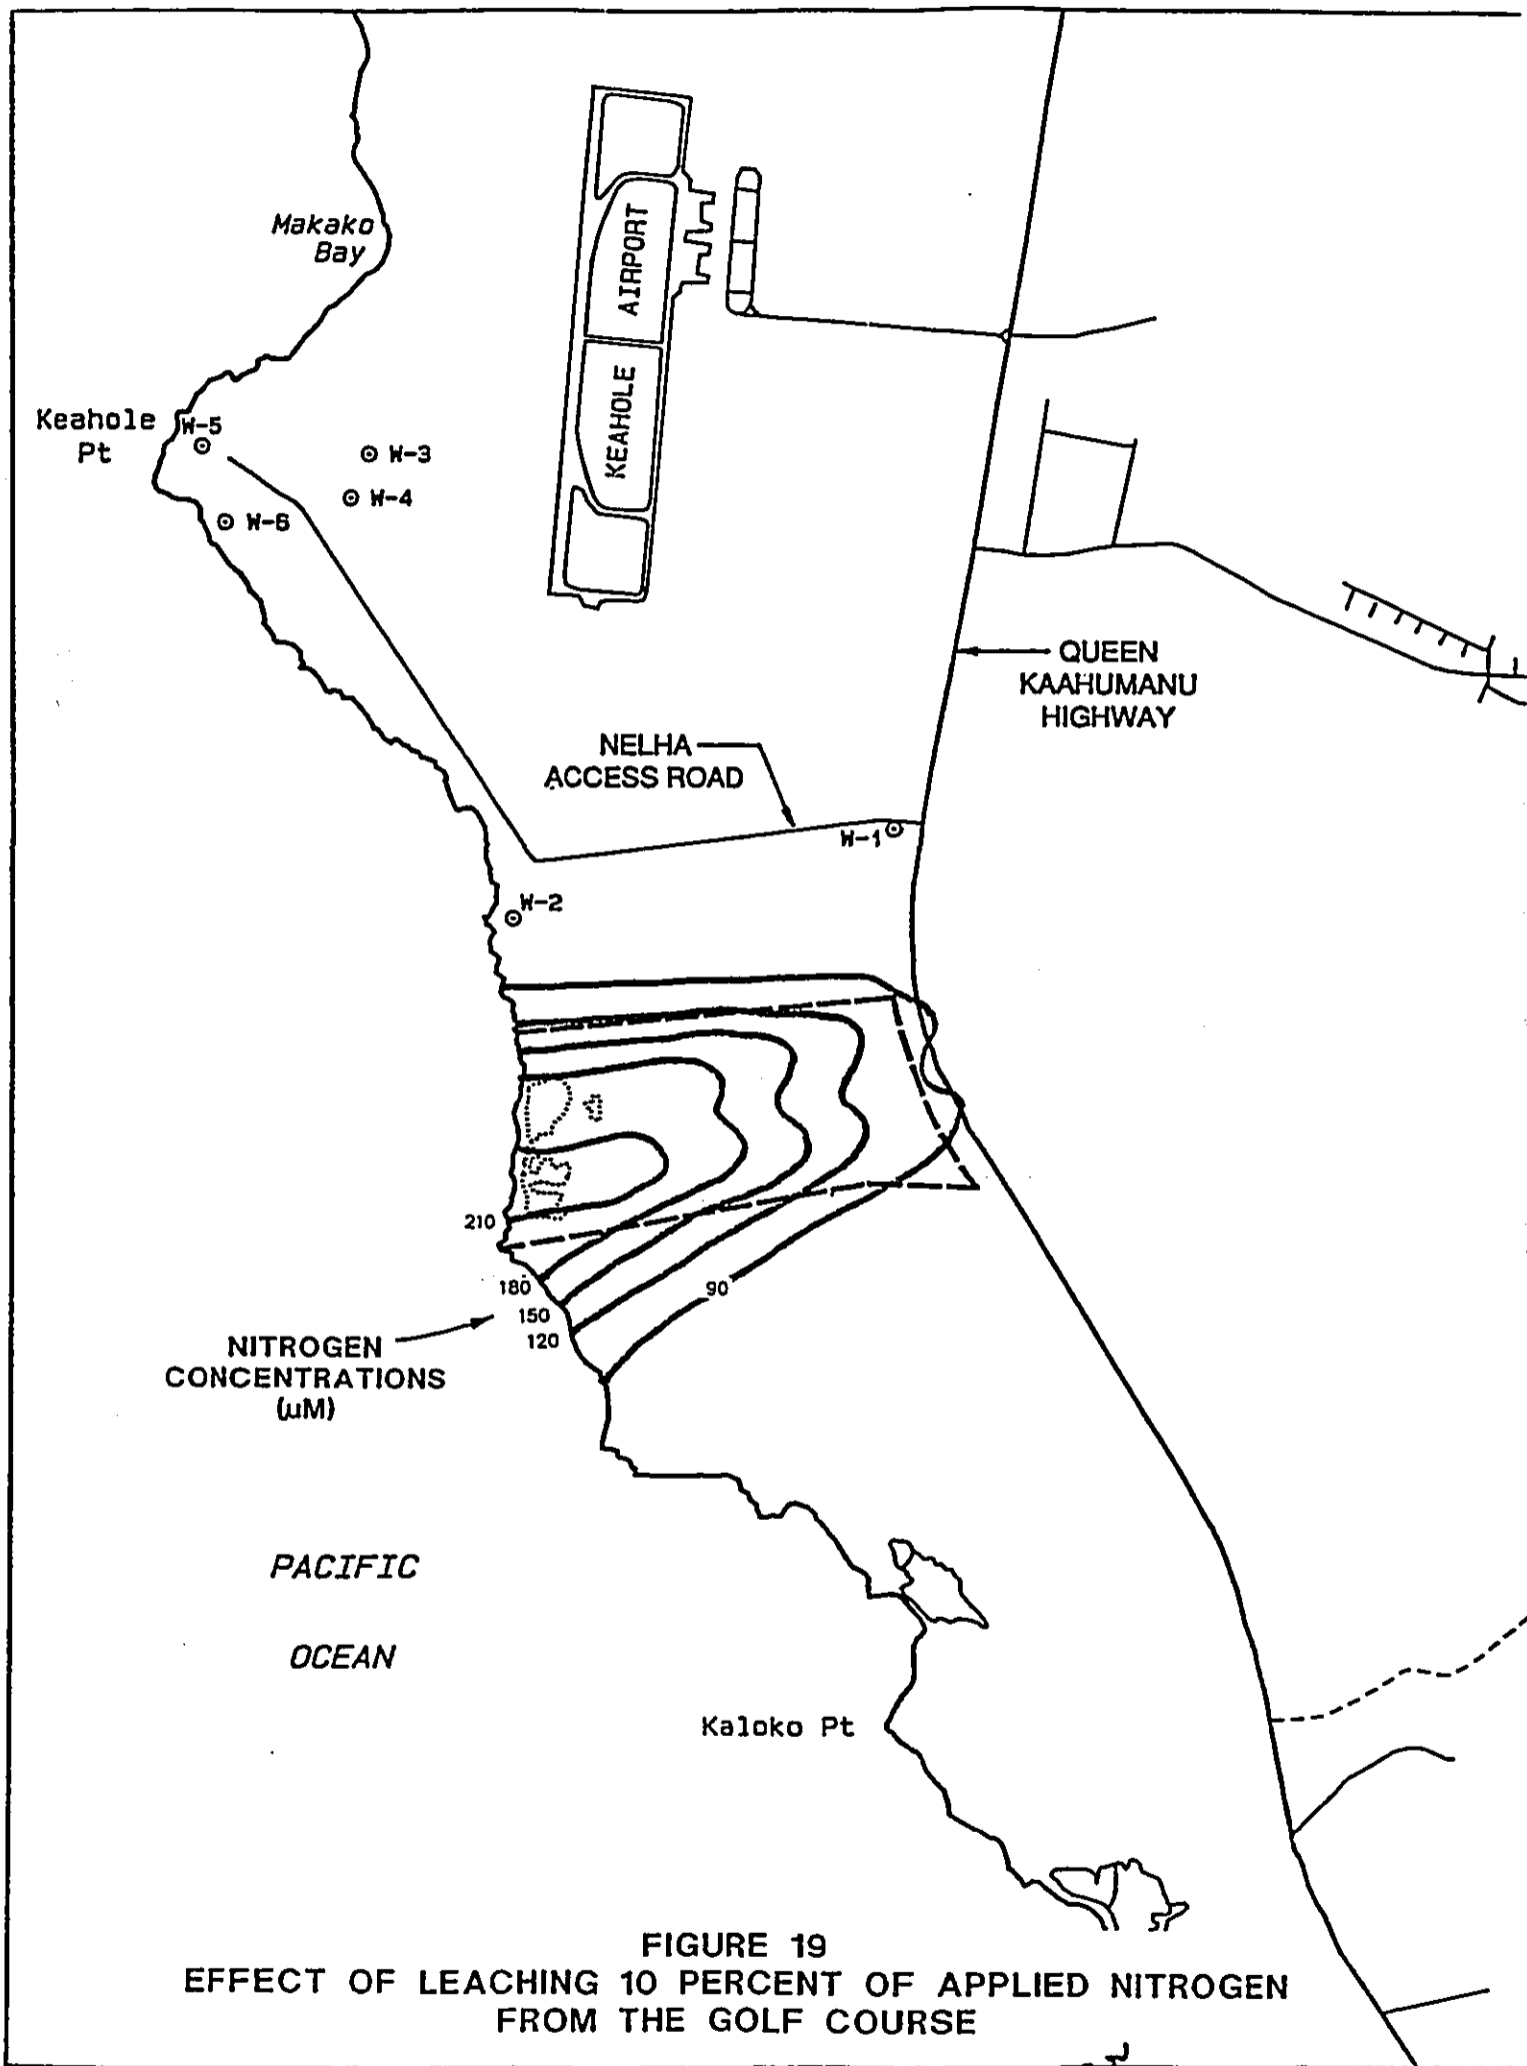 Makako
Bay
AIRPORT
KEAHOLE
Keahole
Pt
W-5
W-3
W-4
W-6
QUEEN
KAAHUMANU
HIGHWAY
NELHA
ACCESS ROAD
W-1
W-2
210
180
90
150
120
NITROGEN
CONCENTRATIONS
(µM)
PACIFIC
OCEAN
Kaloko Pt
FIGURE 19
EFFECT OF LEACHING 10 PERCENT OF APPLIED NITROGEN
FROM THE GOLF COURSE